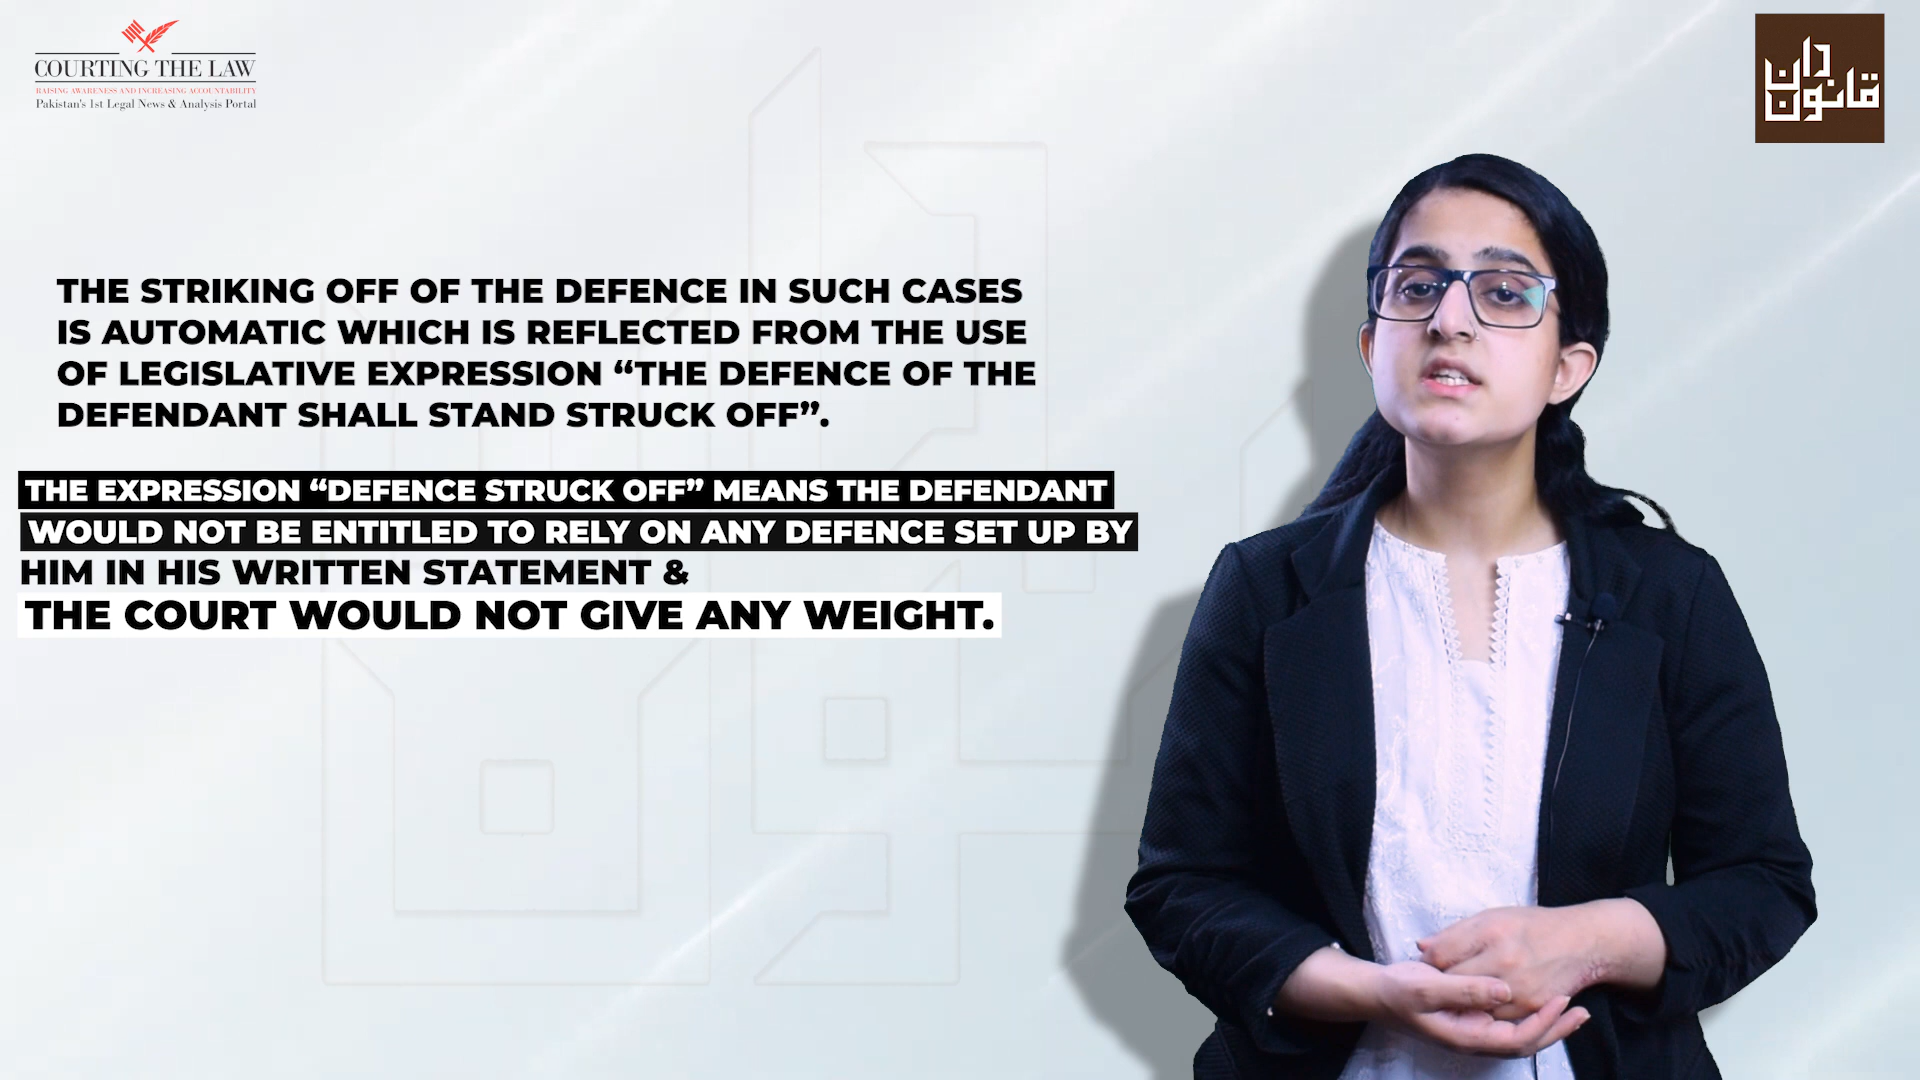 COURTING THE LAW
RAISING AWARENESS AND INCREASING ACCOUNTABILITY
Pakistan's 1st Legal News & Analysis Portal
قانون دان
THE STRIKING OFF OF THE DEFENCE IN SUCH CASES
IS AUTOMATIC WHICH IS REFLECTED FROM THE USE
OF LEGISLATIVE EXPRESSION “THE DEFENCE OF THE
DEFENDANT SHALL STAND STRUCK OFF”.
THE EXPRESSION “DEFENCE STRUCK OFF” MEANS THE DEFENDANT
WOULD NOT BE ENTITLED TO RELY ON ANY DEFENCE SET UP BY
HIM IN HIS WRITTEN STATEMENT &
THE COURT WOULD NOT GIVE ANY WEIGHT.